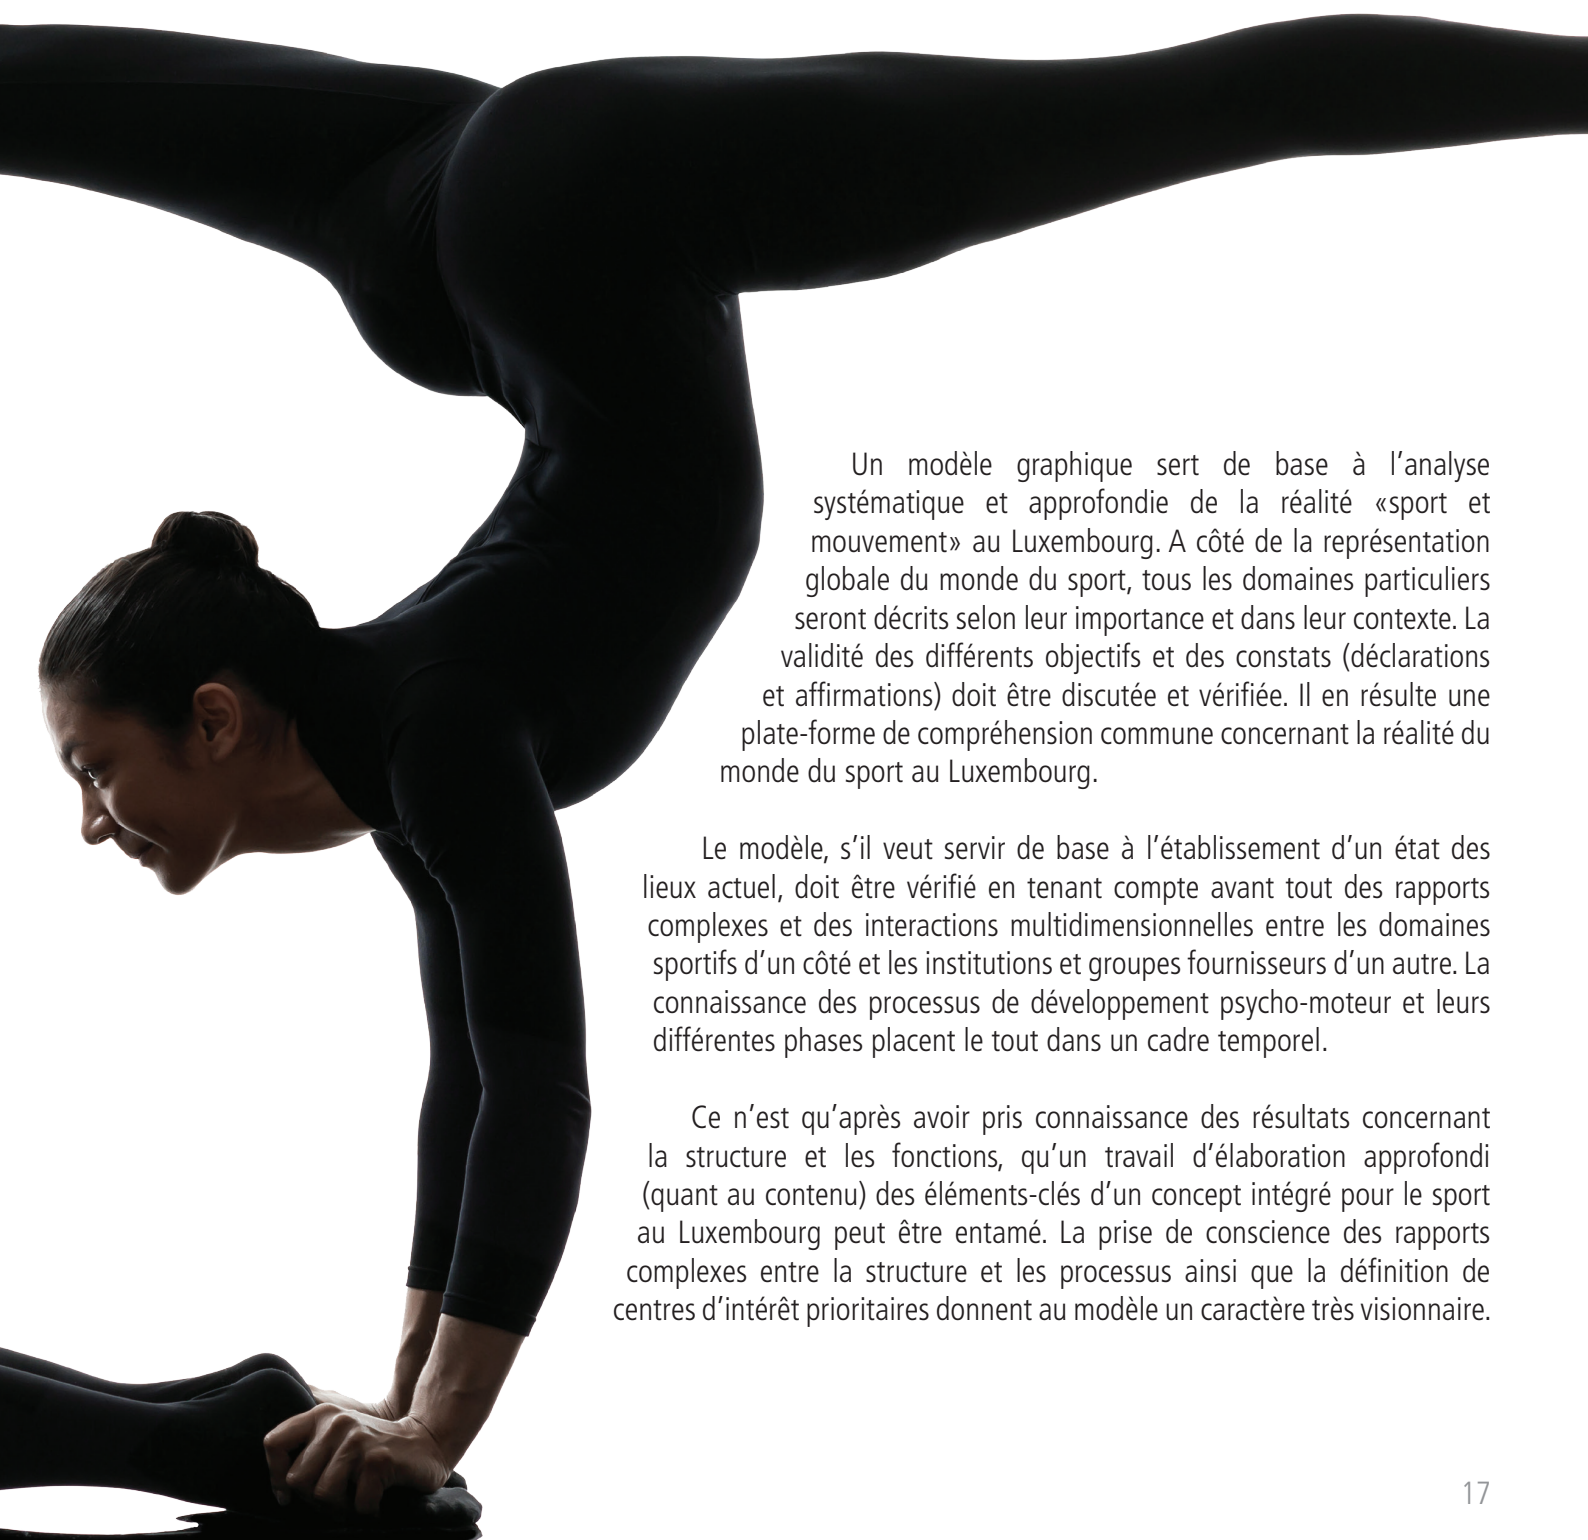 Un modèle graphique sert de base à l’analyse
systématique et approfondie de la réalité «sport et
mouvement» au Luxembourg. A côté de la représentation
globale du monde du sport, tous les domaines particuliers
seront décrits selon leur importance et dans leur contexte. La
validité des différents objectifs et des constats (déclarations
et affirmations) doit être discutée et vérifiée. Il en résulte une
plate-forme de compréhension commune concernant la réalité du
monde du sport au Luxembourg.
Le modèle, s’il veut servir de base à l’établissement d’un état des
lieux actuel, doit être vérifié en tenant compte avant tout des rapports
complexes et des interactions multidimensionnelles entre les domaines
sportifs d’un côté et les institutions et groupes fournisseurs d’un autre. La
connaissance des processus de développement psycho-moteur et leurs
différentes phases placent le tout dans un cadre temporel.
Ce n’est qu’après avoir pris connaissance des résultats concernant
la structure et les fonctions, qu’un travail d’élaboration approfondi
(quant au contenu) des éléments-clés d’un concept intégré pour le sport
au Luxembourg peut être entamé. La prise de conscience des rapports
complexes entre la structure et les processus ainsi que la définition de
centres d’intérêt prioritaires donnent au modèle un caractère très visionnaire.
17